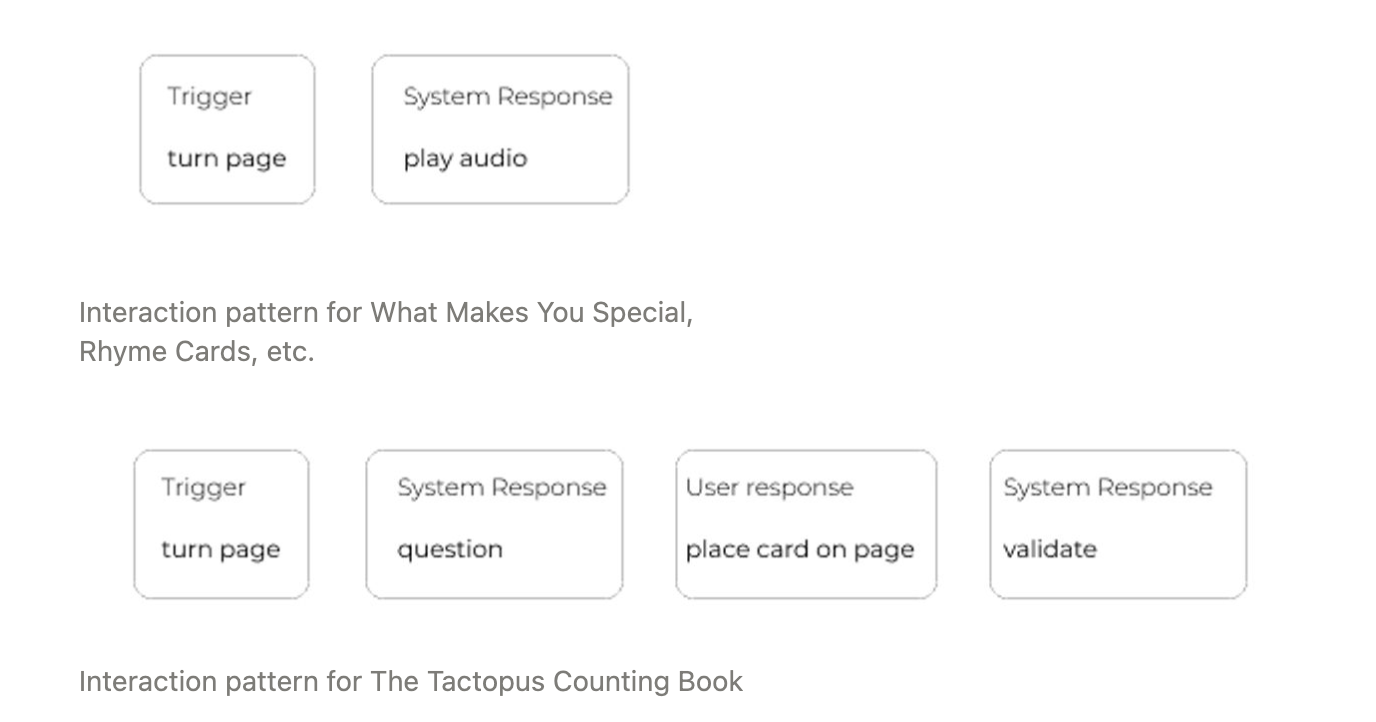 Trigger
turn page
System Response
play audio
Interaction pattern for What Makes You Special,
Rhyme Cards, etc.
Trigger
turn page
System Response
question
User response
place card on page
System Response
validate
Interaction pattern for The Tactopus Counting Book